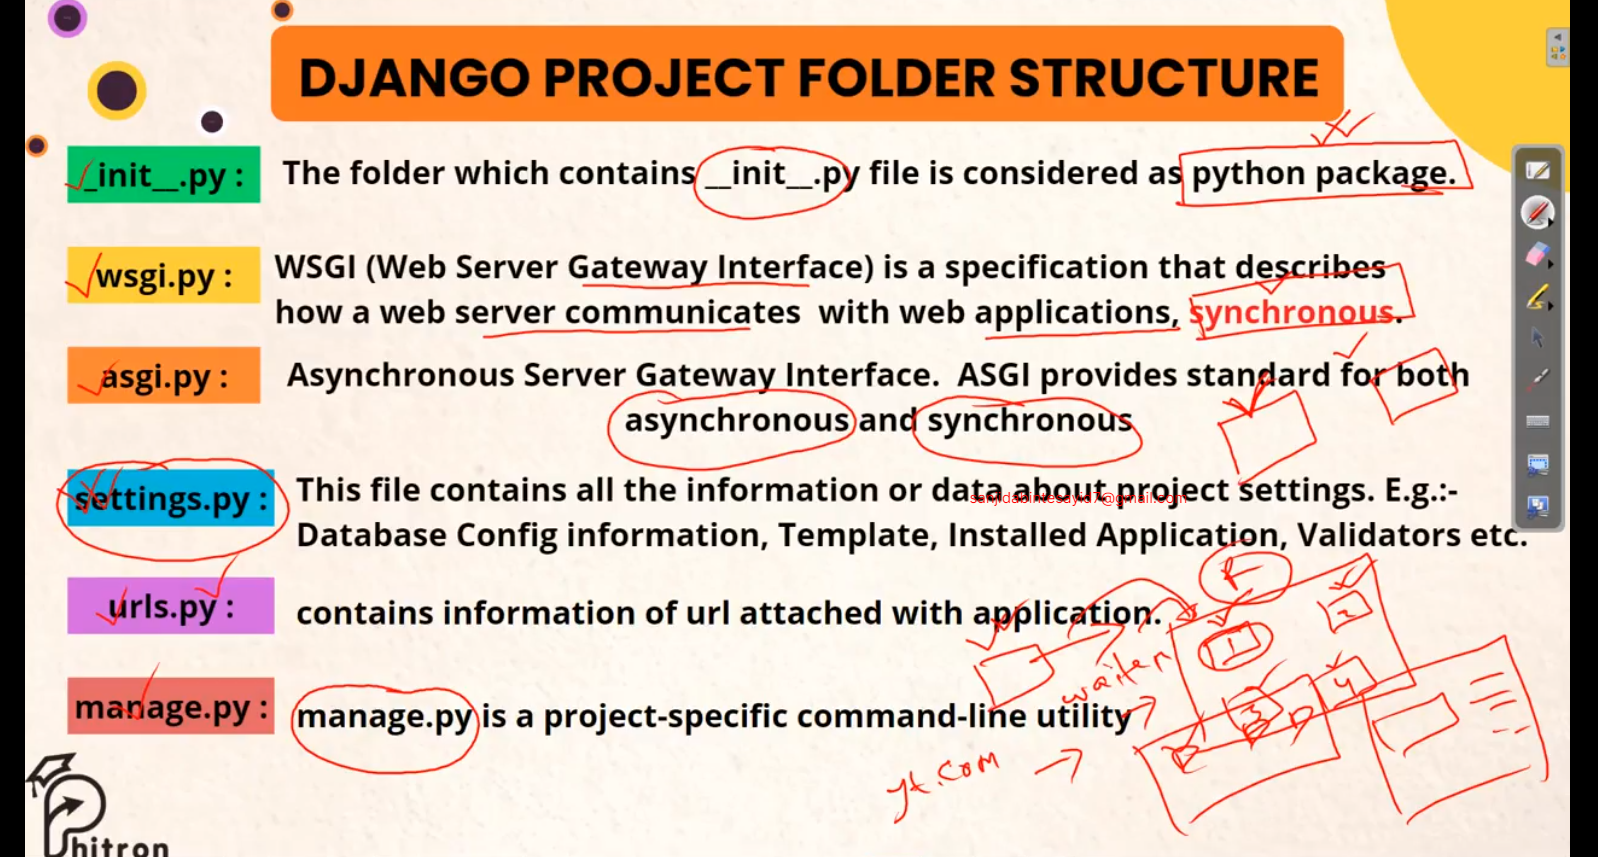 DJANGO PROJECT FOLDER STRUCTURE
_init__.py :
The folder which contains __init__.py file is considered as python package.
wsgi.py :
WSGI (Web Server Gateway Interface) is a specification that describes
how a web server communicates with web applications, synchronous.
asgi.py :
Asynchronous Server Gateway Interface. ASGI provides standard for both
asynchronous and synchronous
settings.py :
This file contains all the information or data about project settings. E.g.:-
sanjidabintesayid7@gmail.com
Database Config information, Template, Installed Application, Validators etc.
R
urls.py :
contains information of url attached with application.
1
2
waiter
manage.py :
manage.py is a project-specific command-line utility
3
4
yt.com
Phitron